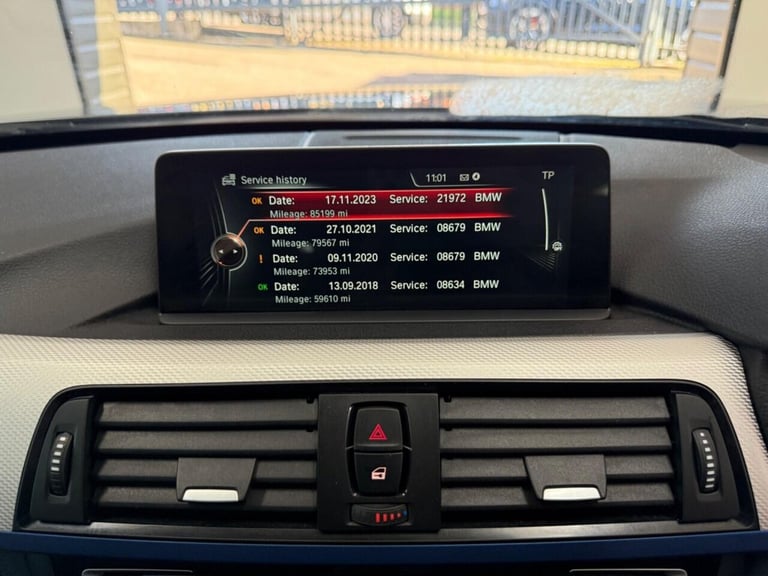 Service history 11:01 TP
OK Date: 17.11.2023 Service: 21972 BMW
Mileage: 85199 mi
OK Date: 27.10.2021 Service: 08679 BMW
Mileage: 79567 mi
! Date: 09.11.2020 Service: 08679 BMW
Mileage: 73953 mi
OK Date: 13.09.2018 Service: 08634 BMW
Mileage: 59610 mi